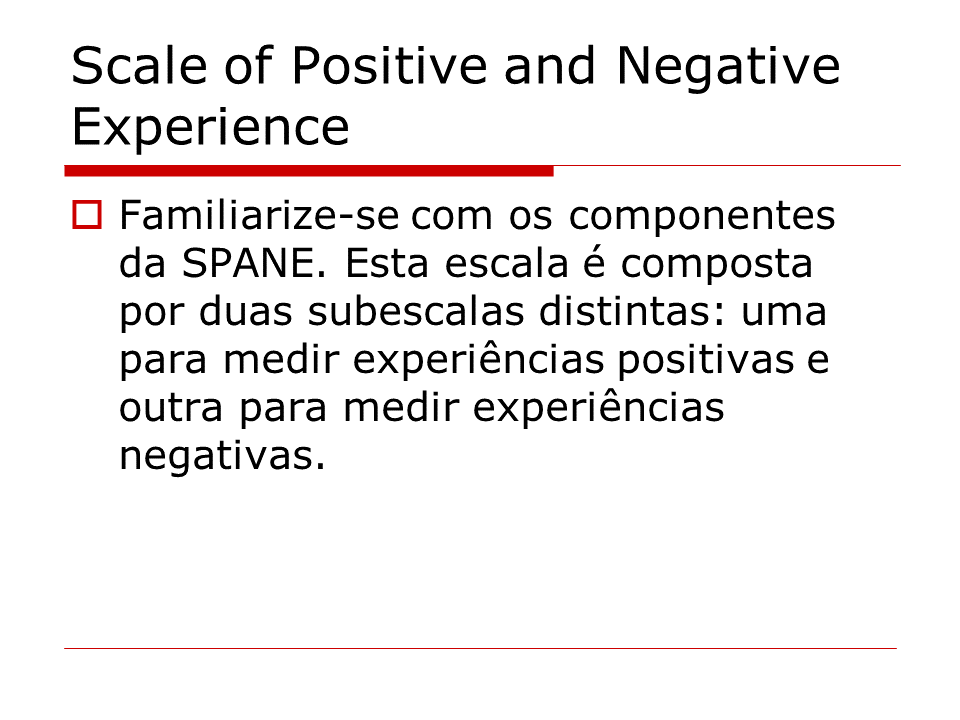 Scale of Positive and Negative
Experience
Familiarize-se com os componentes
da SPANE. Esta escala é composta
por duas subescalas distintas: uma
para medir experiências positivas e
outra para medir experiências
negativas.